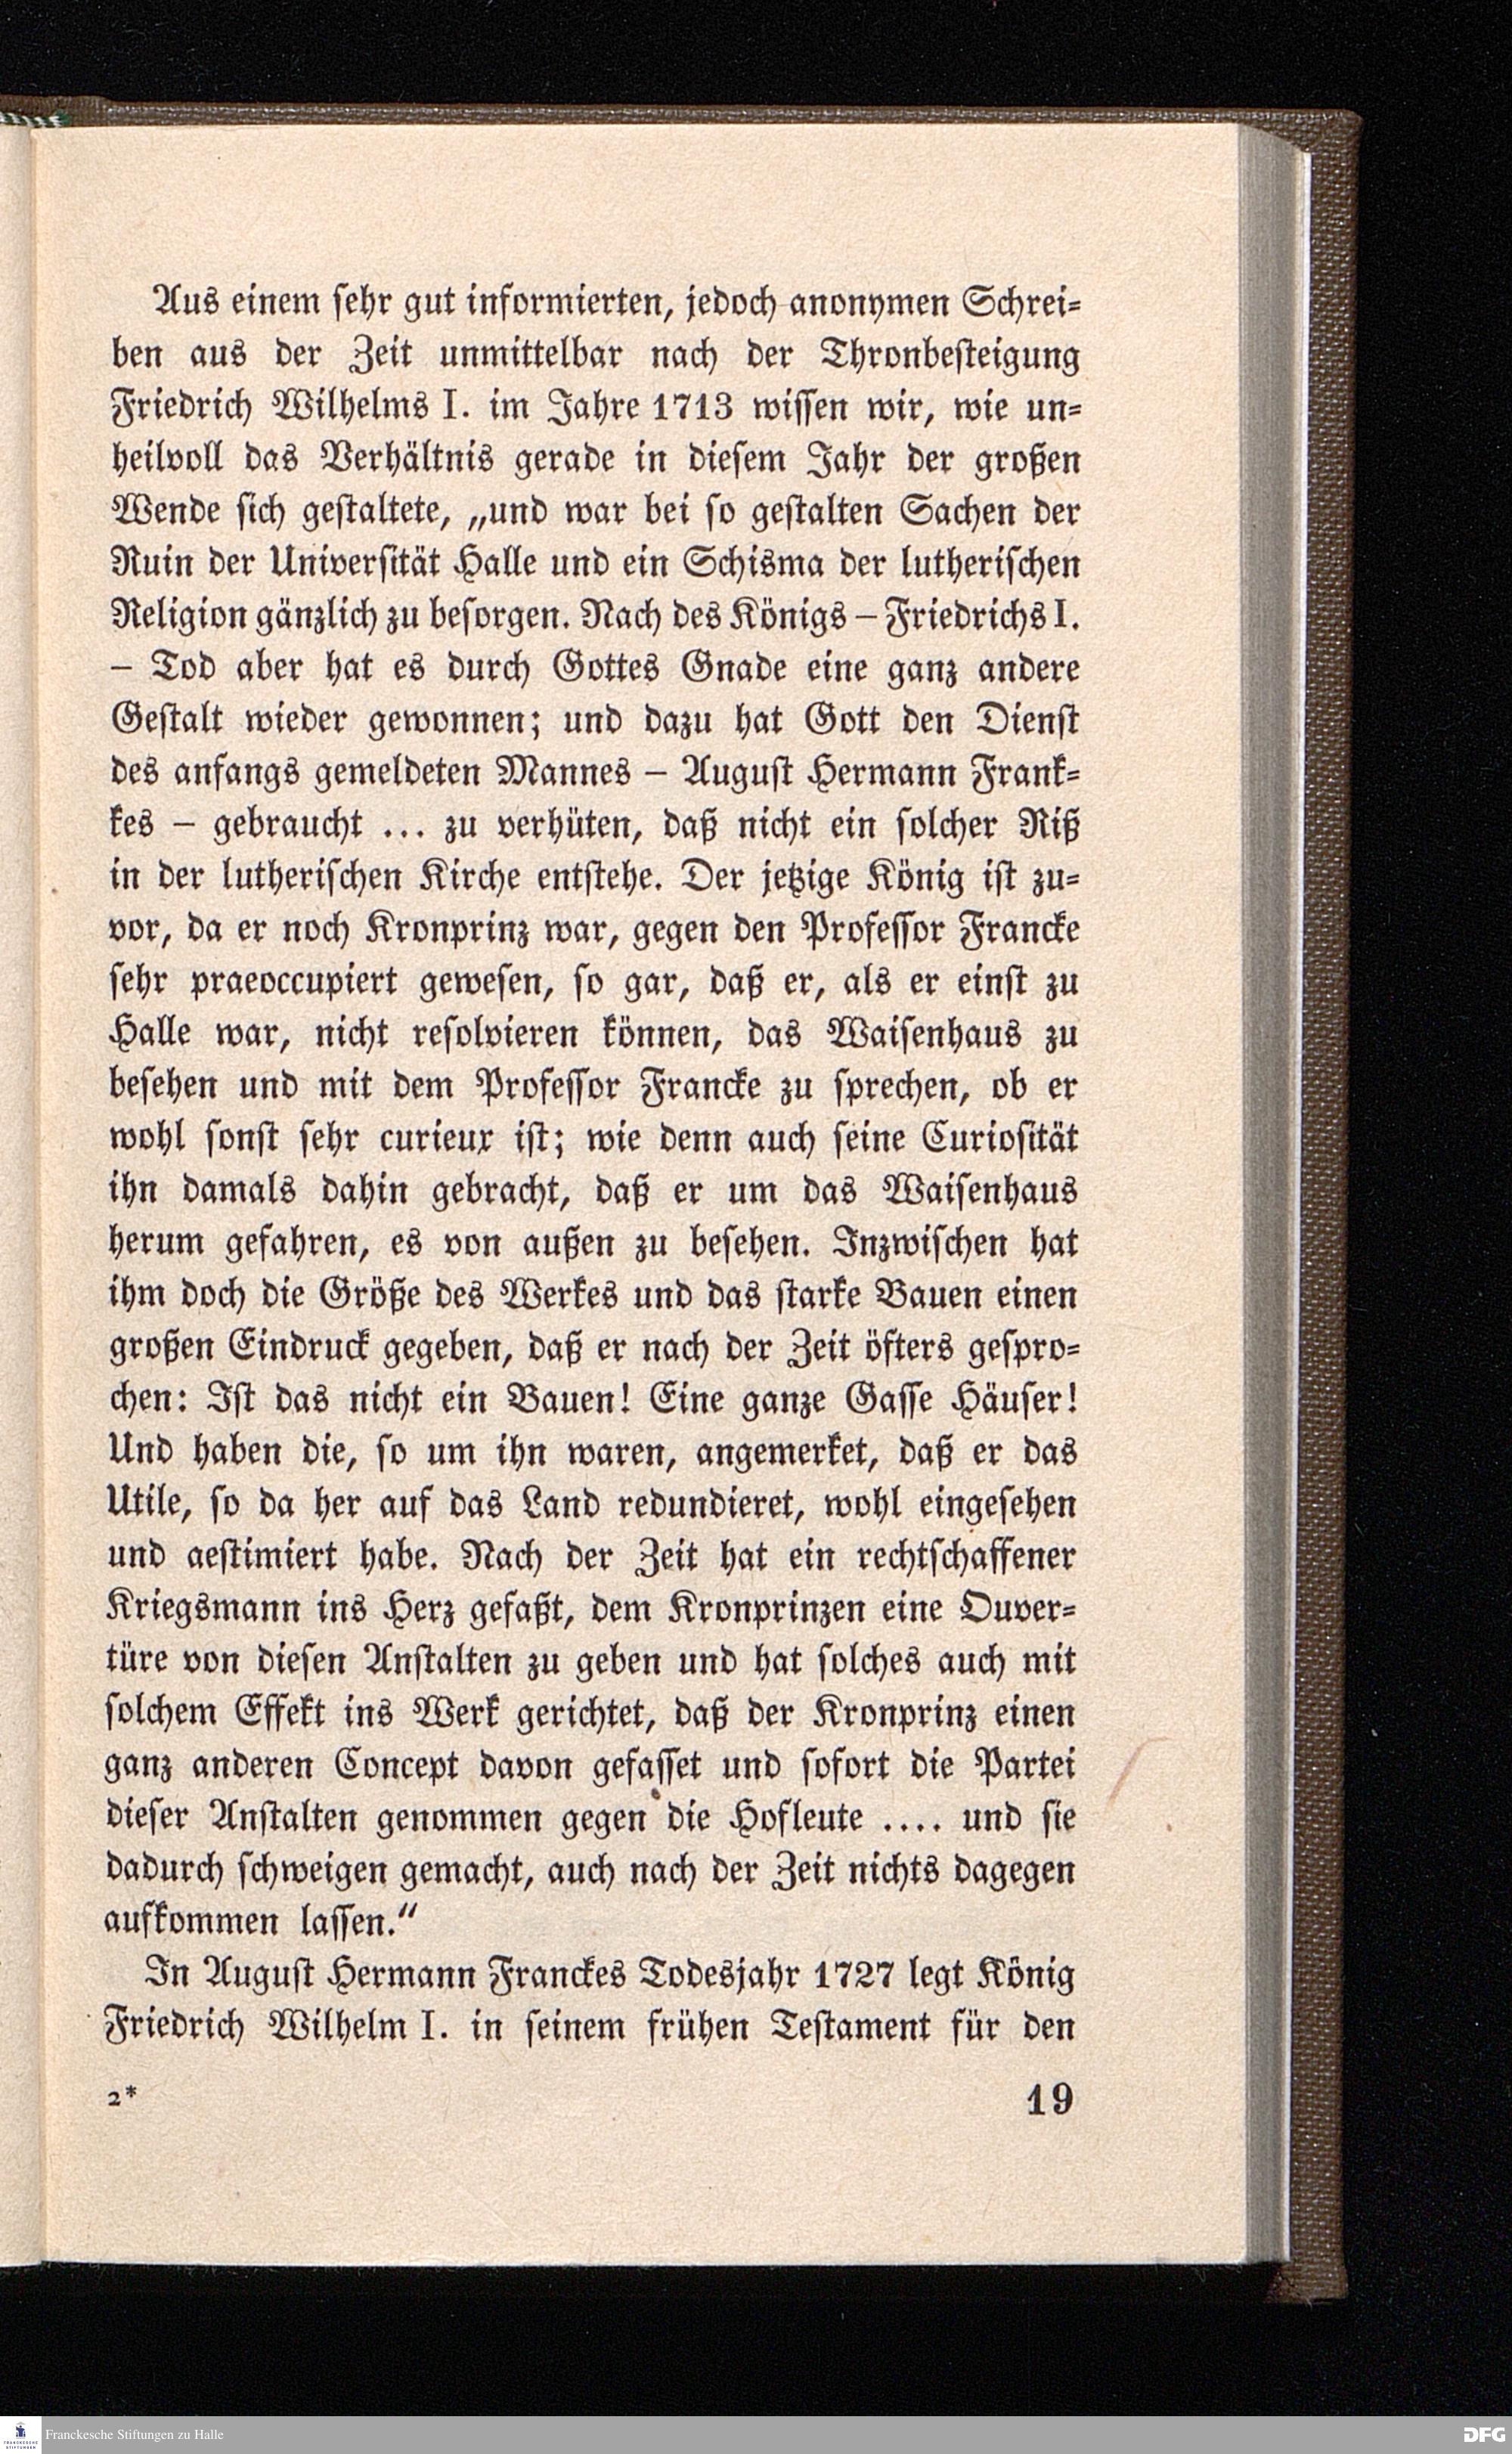 Aus einem sehr gut informierten, jedoch anonymen Schrei-
ben aus der Zeit unmittelbar nach der Thronbesteigung
Friedrich Wilhelms I. im Jahre 1713 wissen wir, wie un-
heilvoll das Verhältnis gerade in diesem Jahr der großen
Wende sich gestaltete, „und war bei so gestalten Sachen der
Ruin der Universität Halle und ein Schisma der lutherischen
Religion gänzlich zu besorgen. Nach des Königs – Friedrichs I.
– Tod aber hat es durch Gottes Gnade eine ganz andere
Gestalt wieder gewonnen; und dazu hat Gott den Dienst
des anfangs gemeldeten Mannes – August Hermann Frank-
kes – gebraucht ... zu verhüten, daß nicht ein solcher Riß
in der lutherischen Kirche entstehe. Der jetzige König ist zu-
vor, da er noch Kronprinz war, gegen den Professor Francke
sehr praeoccupiert gewesen, so gar, daß er, als er einst zu
Halle war, nicht resolvieren können, das Waisenhaus zu
besehen und mit dem Professor Francke zu sprechen, ob er
wohl sonst sehr curieux ist; wie denn auch seine Curiosität
ihn damals dahin gebracht, daß er um das Waisenhaus
herum gefahren, es von außen zu besehen. Inzwischen hat
ihm doch die Größe des Werkes und das starke Bauen einen
großen Eindruck gegeben, daß er nach der Zeit öfters gespro-
chen: Ist das nicht ein Bauen! Eine ganze Gasse Häuser!
Und haben die, so um ihn waren, angemerket, daß er das
Utile, so da her auf das Land redundieret, wohl eingesehen
und aestimiert habe. Nach der Zeit hat ein rechtschaffener
Kriegsmann ins Herz gefaßt, dem Kronprinzen eine Ouver-
türe von diesen Anstalten zu geben und hat solches auch mit
solchem Effekt ins Werk gerichtet, daß der Kronprinz einen
ganz anderen Concept davon gefasset und sofort die Partei
dieser Anstalten genommen gegen die Hofleute .... und sie
dadurch schweigen gemacht, auch nach der Zeit nichts dagegen
aufkommen lassen.“
In August Hermann Franckes Todesjahr 1727 legt König
Friedrich Wilhelm I. in seinem frühen Testament für den
2*
19
Franckesche Stiftungen zu Halle
DFG